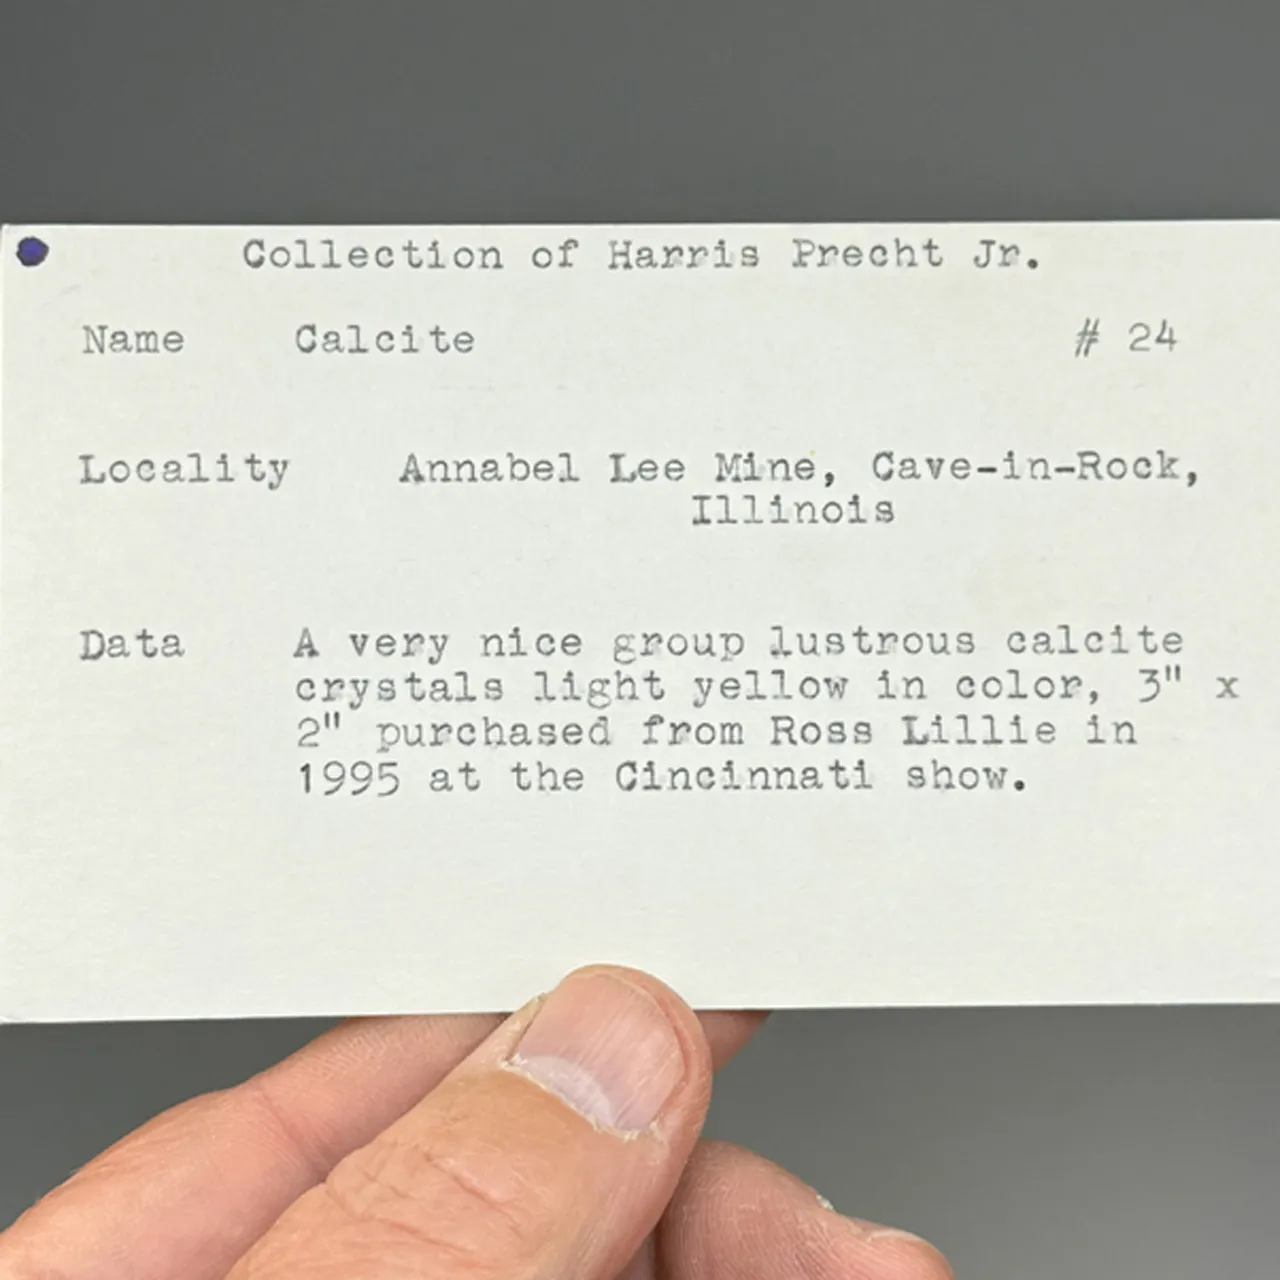 Collection of Harris Precht Jr.
Name Calcite # 24
Locality Annabel Lee Mine, Cave-in-Rock,
Illinois
Data A very nice group lustrous calcite
crystals light yellow in color, 3" x
2" purchased from Ross Lillie in
1995 at the Cincinnati show.